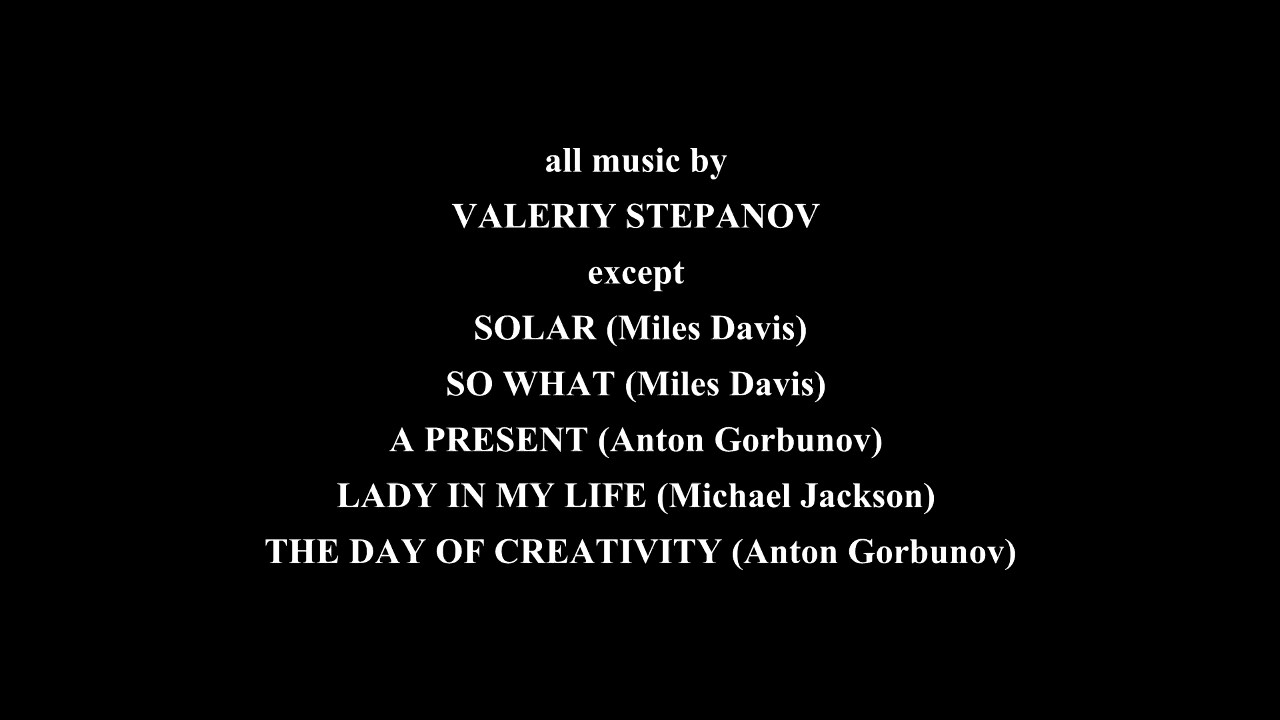 all music by
VALERIY STEPANOV
except
SOLAR (Miles Davis)
SO WHAT (Miles Davis)
A PRESENT (Anton Gorbunov)
LADY IN MY LIFE (Michael Jackson)
THE DAY OF CREATIVITY (Anton Gorbunov)